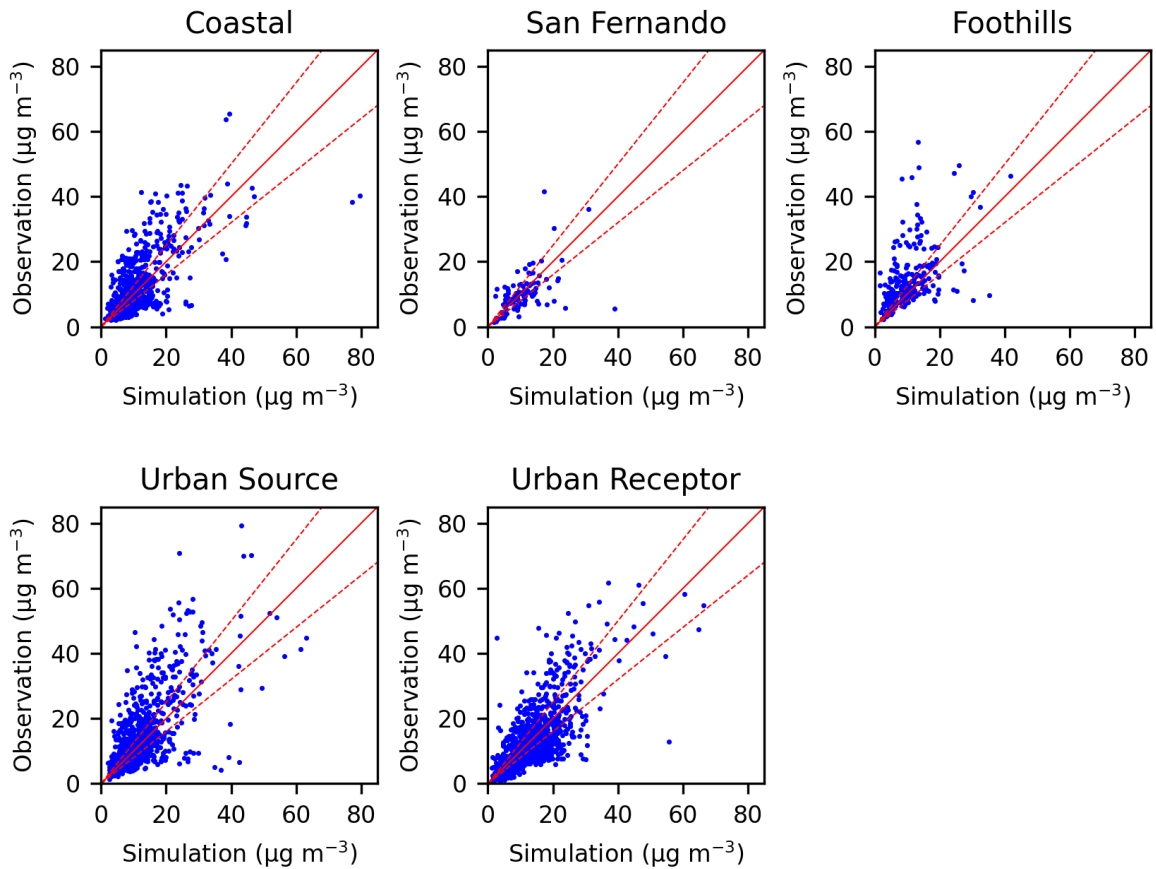 Coastal
San Fernando
Foothills
80
60
40
20
0
Observation (μg m⁻³)
0 20 40 60 80
Simulation (μg m⁻³)
80
60
40
20
0
Observation (μg m⁻³)
0 20 40 60 80
Simulation (μg m⁻³)
80
60
40
20
0
Observation (μg m⁻³)
0 20 40 60 80
Simulation (μg m⁻³)
Urban Source
Urban Receptor
80
60
40
20
0
Observation (μg m⁻³)
0 20 40 60 80
Simulation (μg m⁻³)
80
60
40
20
0
Observation (μg m⁻³)
0 20 40 60 80
Simulation (μg m⁻³)